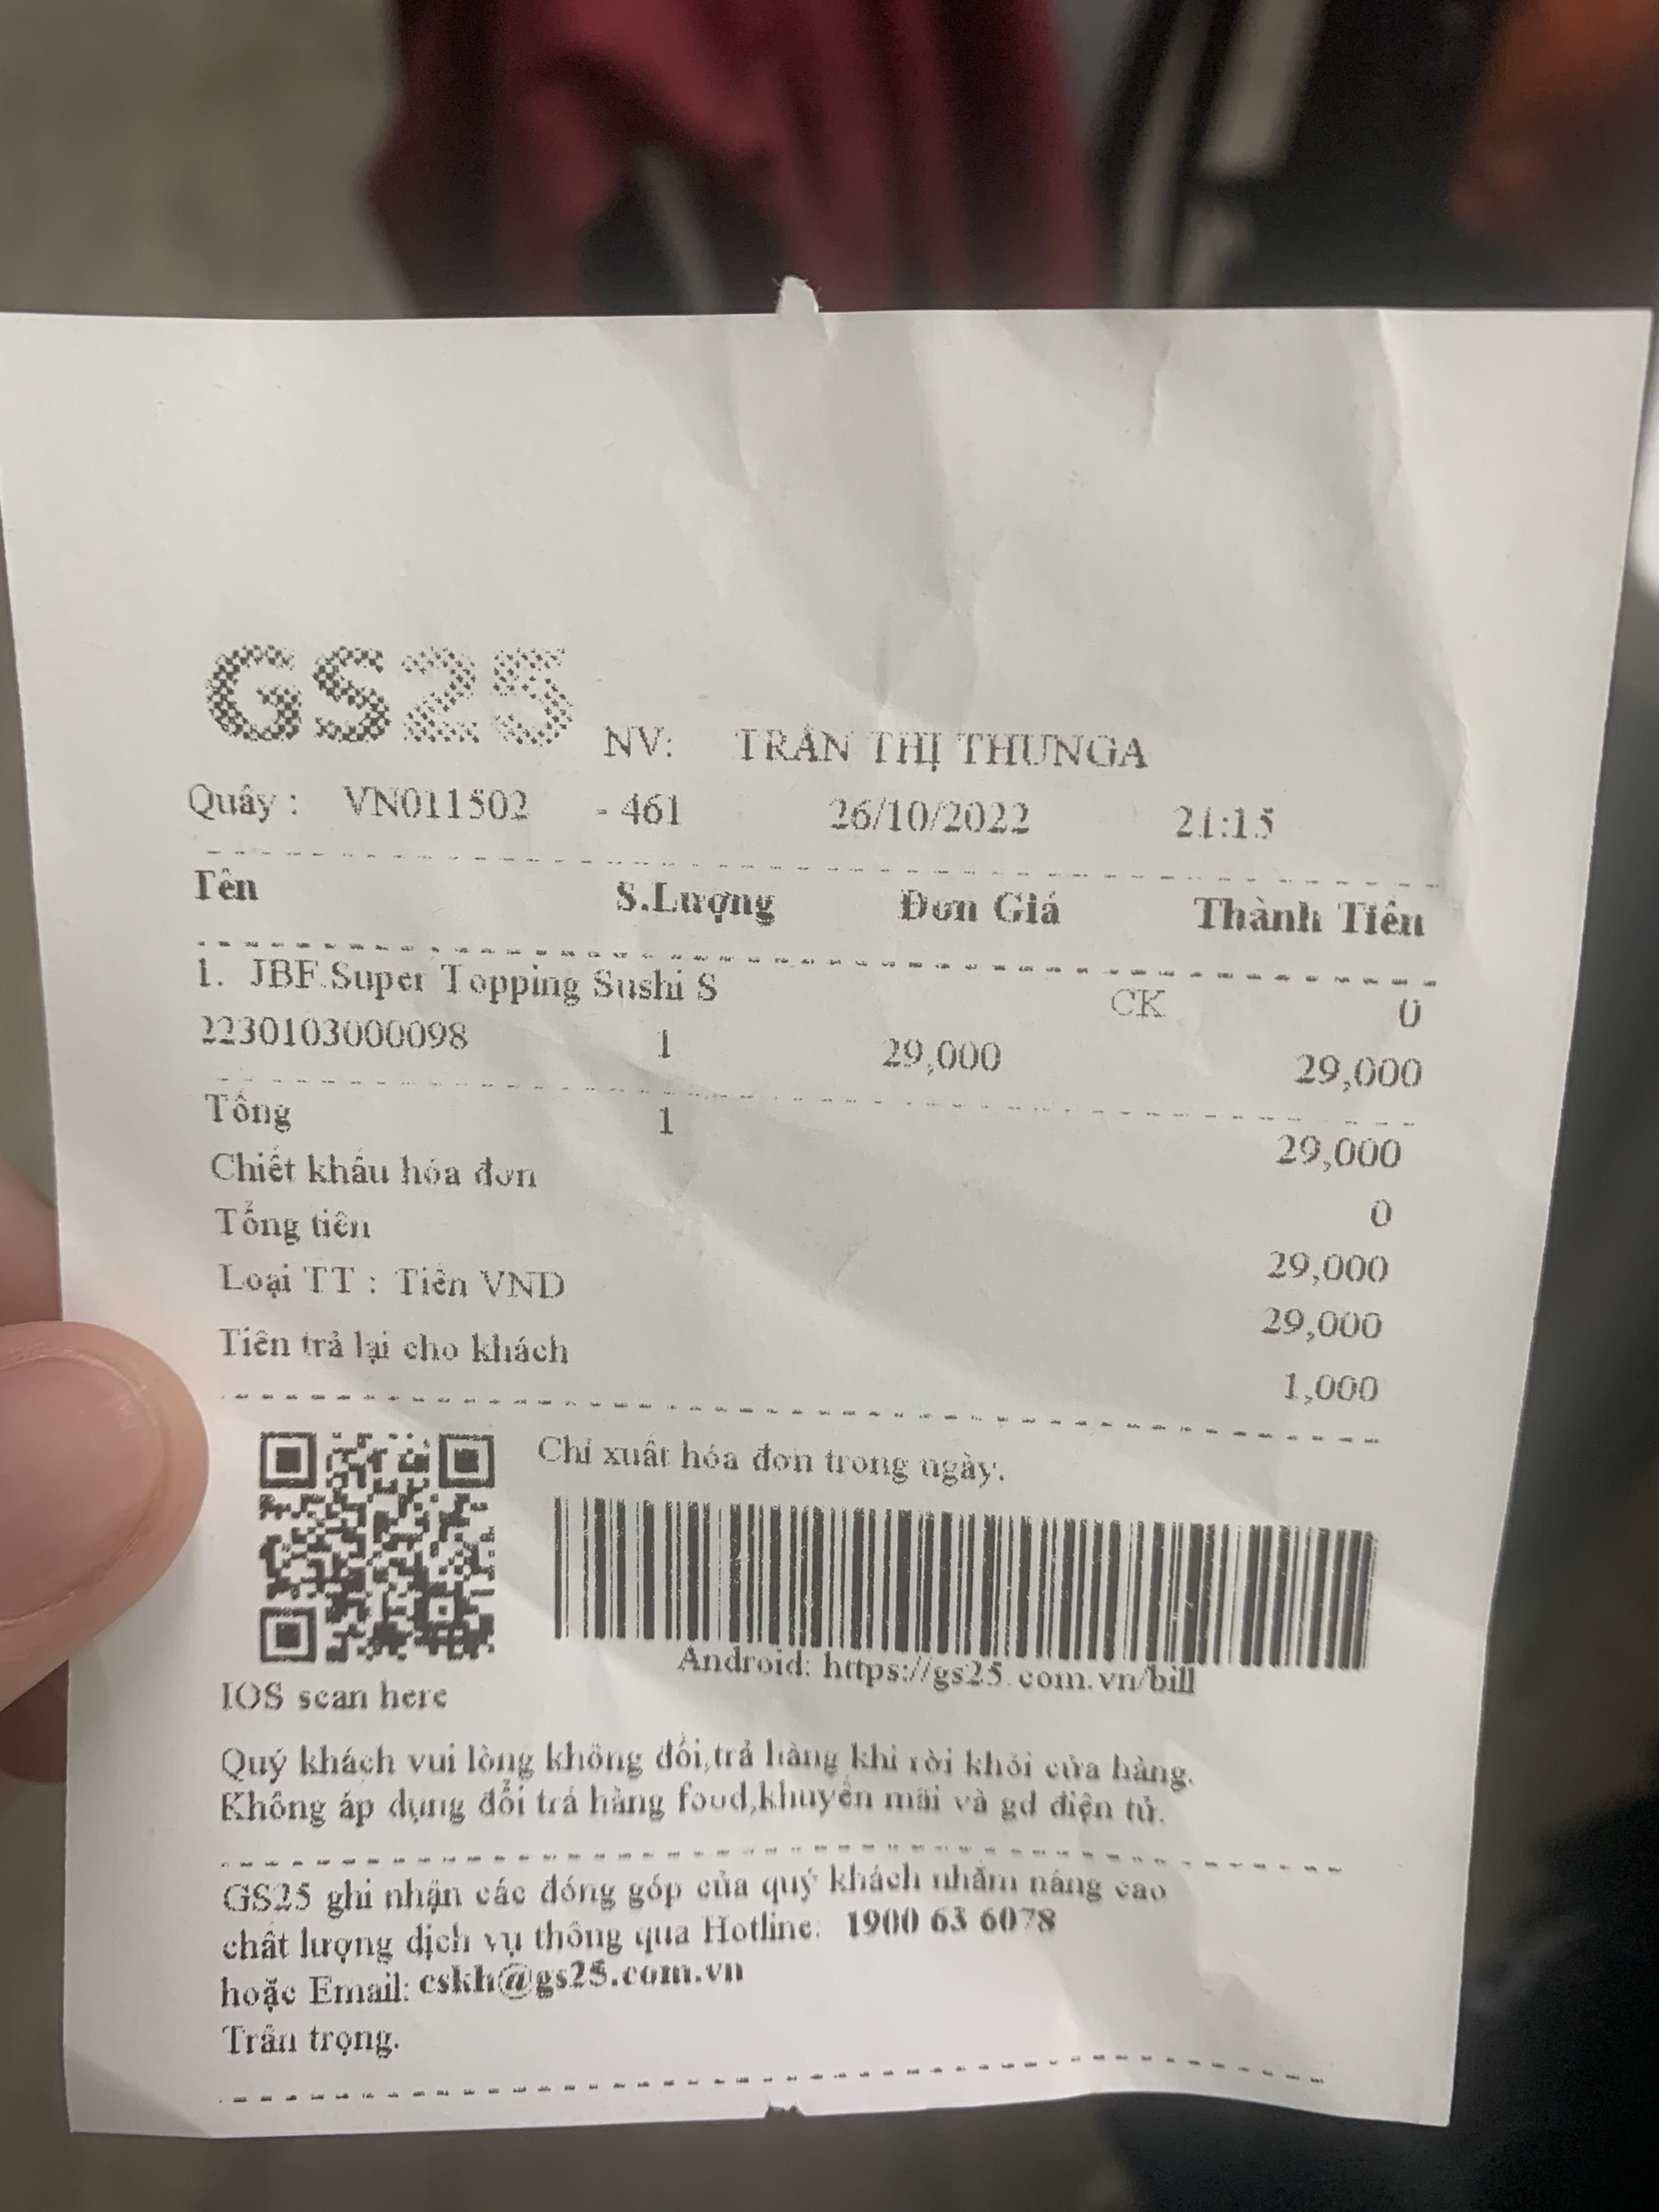 GS25 NV: TRẦN THỊ THUNGA
Quầy : VN011502 - 461 26/10/2022 21:15
Tên S.Lượng Đơn Giá Thành Tiền
1. JBF.Super Topping Sushi S CK 0
2230103000098 1 29,000 29,000
Tổng 1 29,000
Chiết khấu hóa đơn 0
Tổng tiền 29,000
Loại TT : Tiền VND 29,000
Tiền trả lại cho khách 1,000
Chỉ xuất hóa đơn trong ngày.
Android: https://gs25.com.vn/bill
IOS scan here
Quý khách vui lòng không đổi,trả hàng khi rời khỏi cửa hàng.
Không áp dụng đổi trả hàng food,khuyến mãi và gd điện tử.
GS25 ghi nhận các đóng góp của quý khách nhằm nâng cao
chất lượng dịch vụ thông qua Hotline: 1900 63 6078
hoặc Email: cskh@gs25.com.vn
Trân trọng.